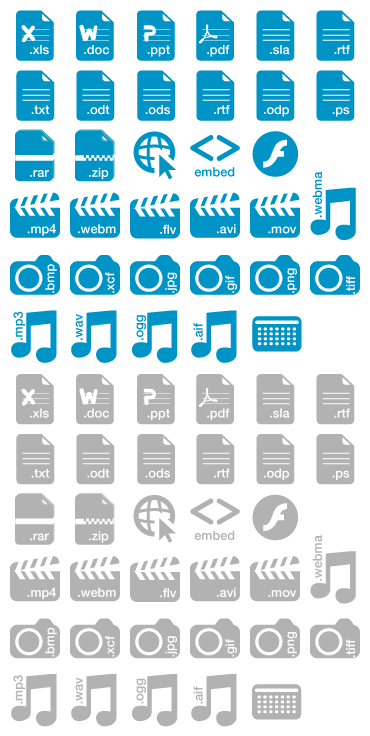 X W P
.xls .doc .ppt .pdf .sla .rtf
.txt .odt .ods .rtf .odp .ps
.rar .zip embed
.webma
.mp4 .webm .flv .avi .mov
.bmp .xcf .jpg .gif .png .tiff
.mp3 .wav .ogg .aif
X W P
.xls .doc .ppt .pdf .sla .rtf
.txt .odt .ods .rtf .odp .ps
.rar .zip embed
.webma
.mp4 .webm .flv .avi .mov
.bmp .xcf .jpg .gif .png .tiff
.mp3 .wav .ogg .aif